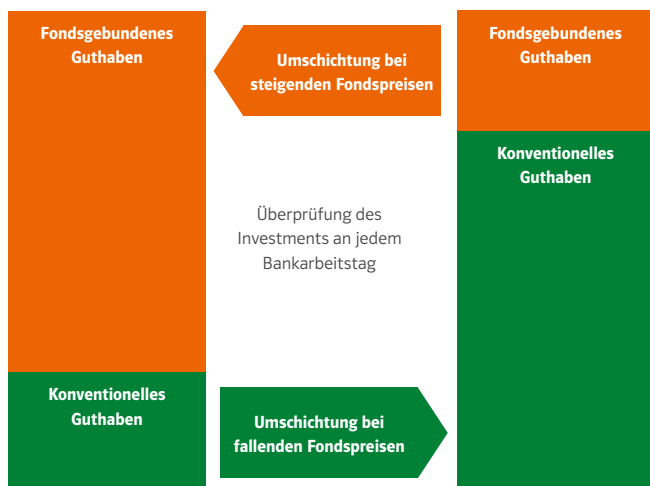 Fondsgebundenes
Guthaben
Konventionelles
Guthaben
Umschichtung bei
steigenden Fondspreisen
Überprüfung des
Investments an jedem
Bankarbeitstag
Umschichtung bei
fallenden Fondspreisen
Fondsgebundenes
Guthaben
Konventionelles
Guthaben